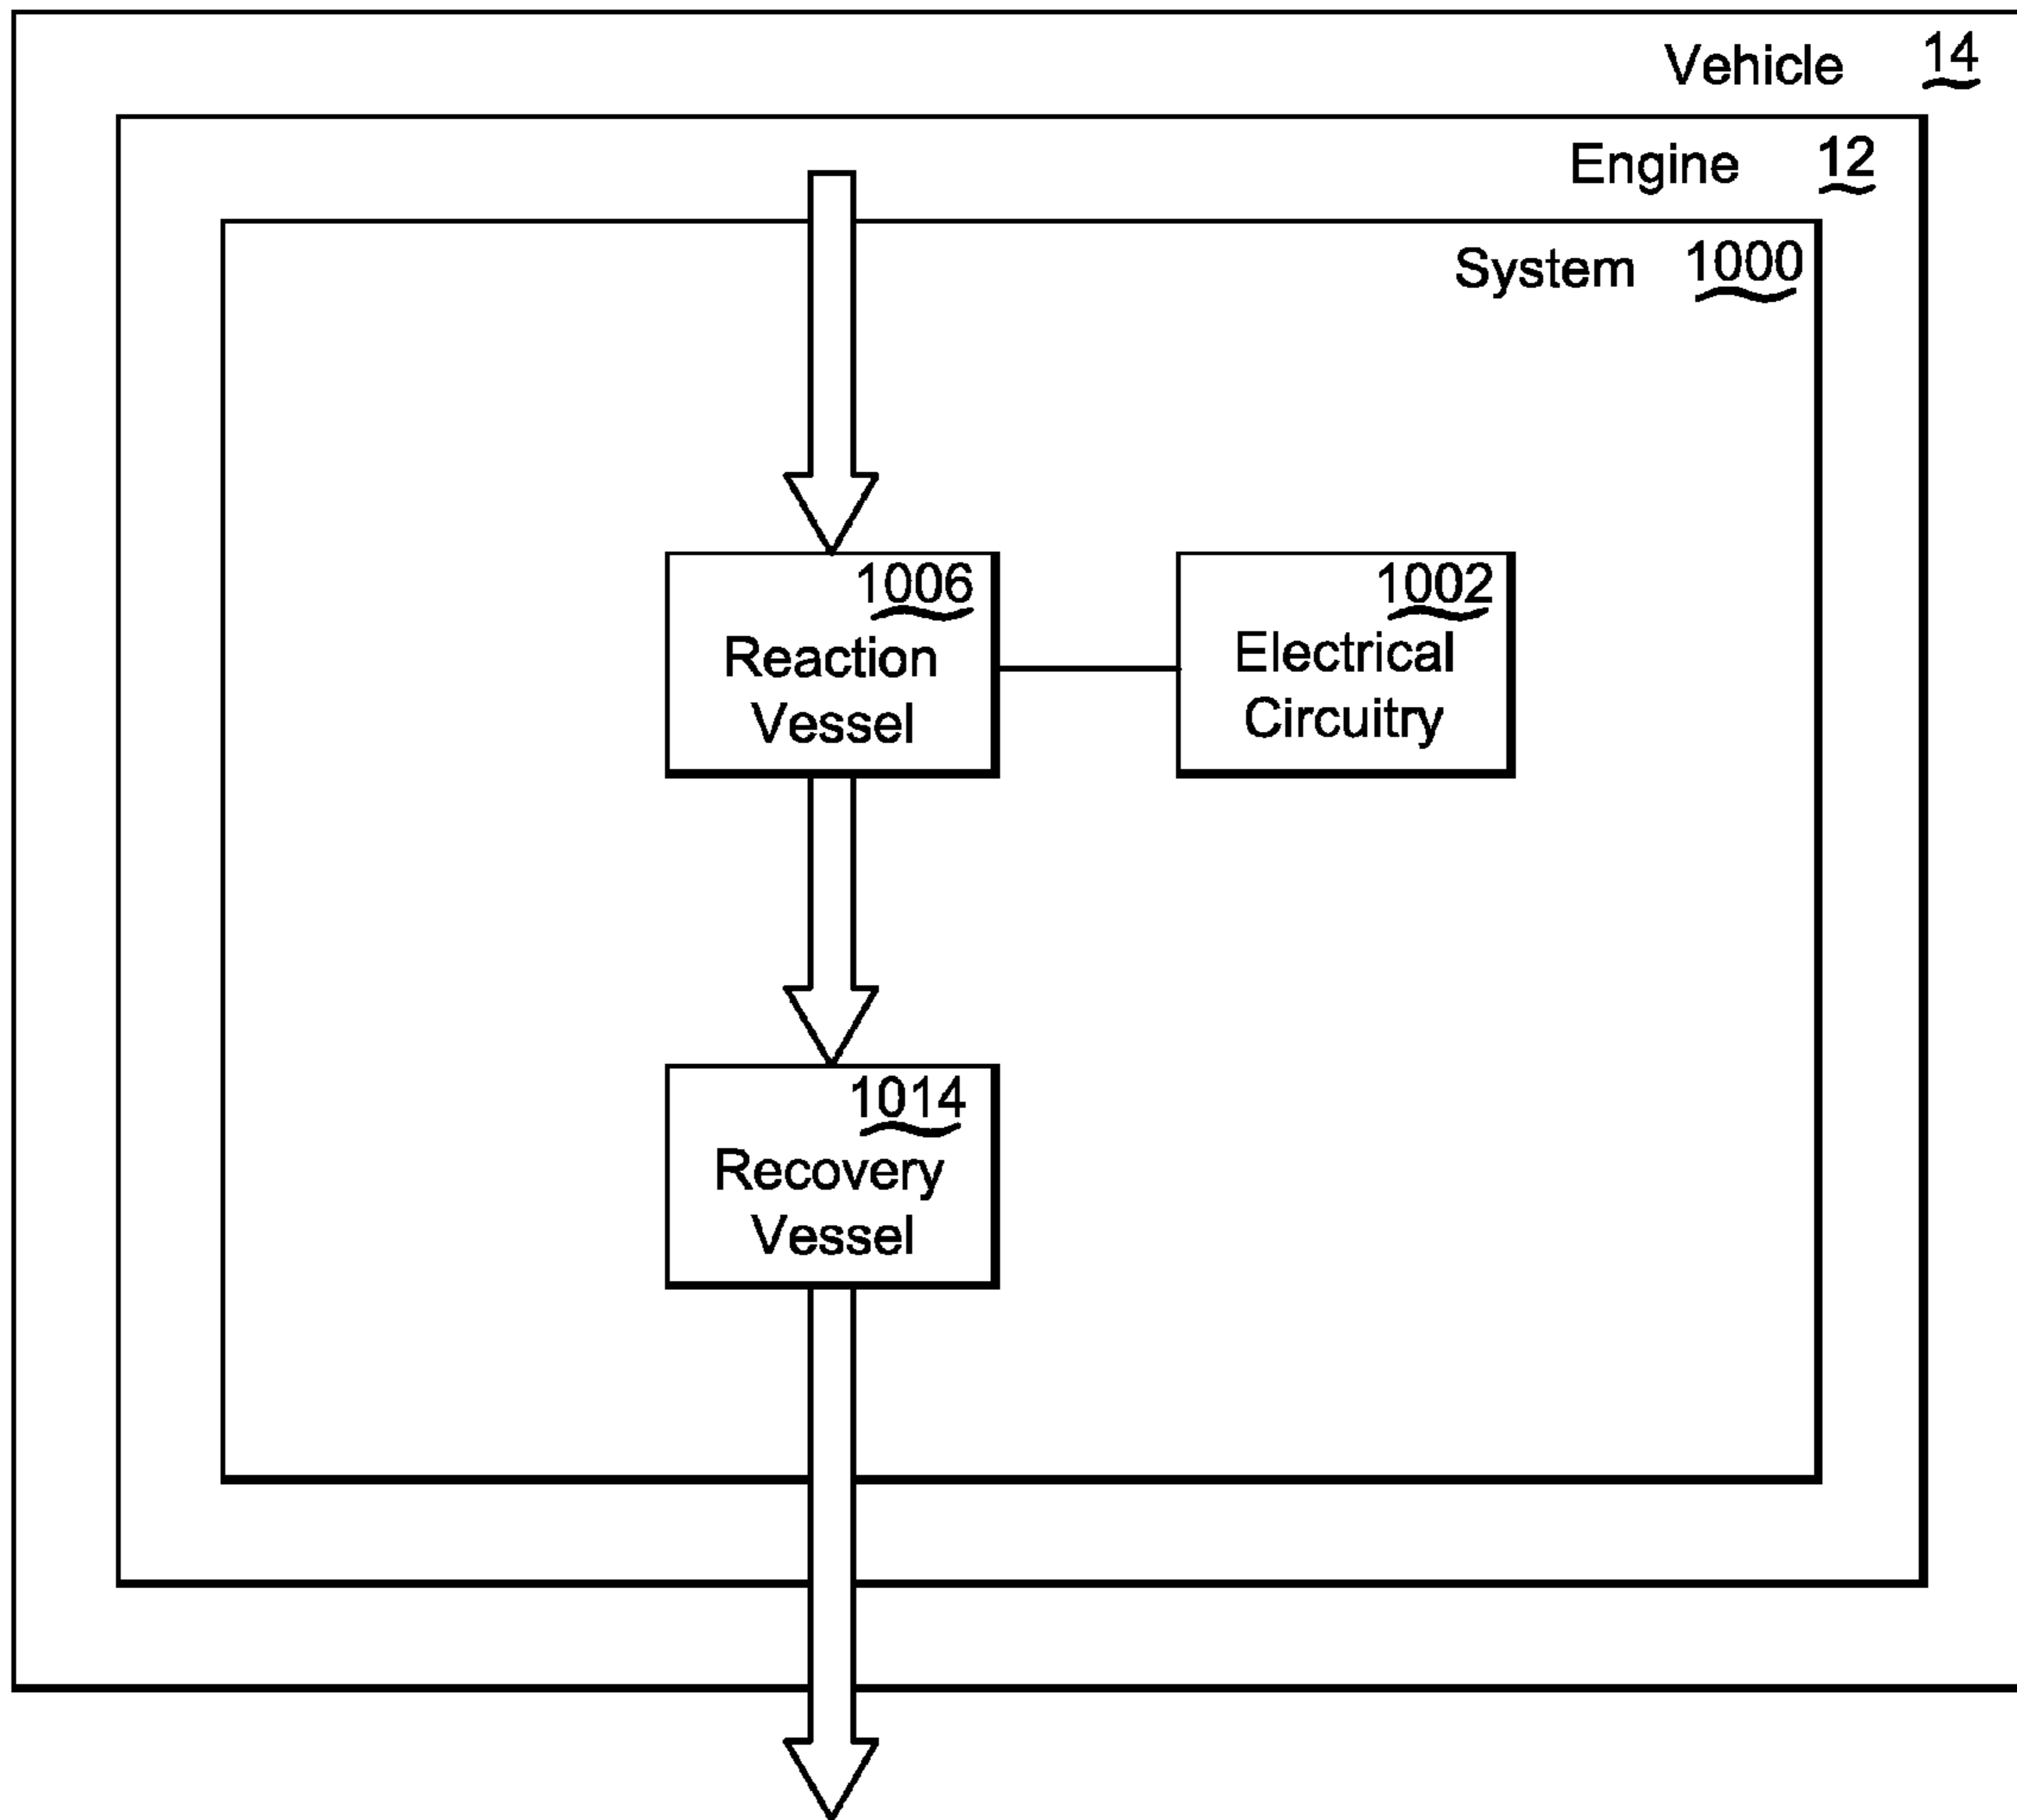 Vehicle 14
Engine 12
System 1000
1006
Reaction
Vessel
1002
Electrical
Circuitry
1014
Recovery
Vessel